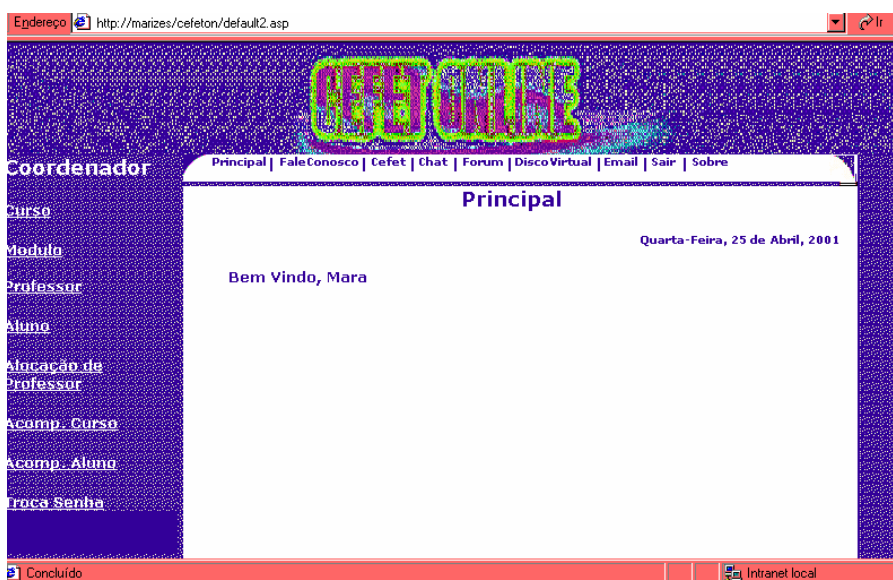 Endereço http://marizes/cefeton/default2.asp Ir
CEFET ONLINE
Principal | FaleConosco | Cefet | Chat | Forum | DiscoVirtual | Email | Sair | Sobre
Coordenador
Curso
Modulo
Professor
Aluno
Alocação de
Professor
Acomp. Curso
Acomp. Aluno
Troca Senha
Principal
Quarta-Feira, 25 de Abril, 2001
Bem Vindo, Mara
Concluído
Intranet local